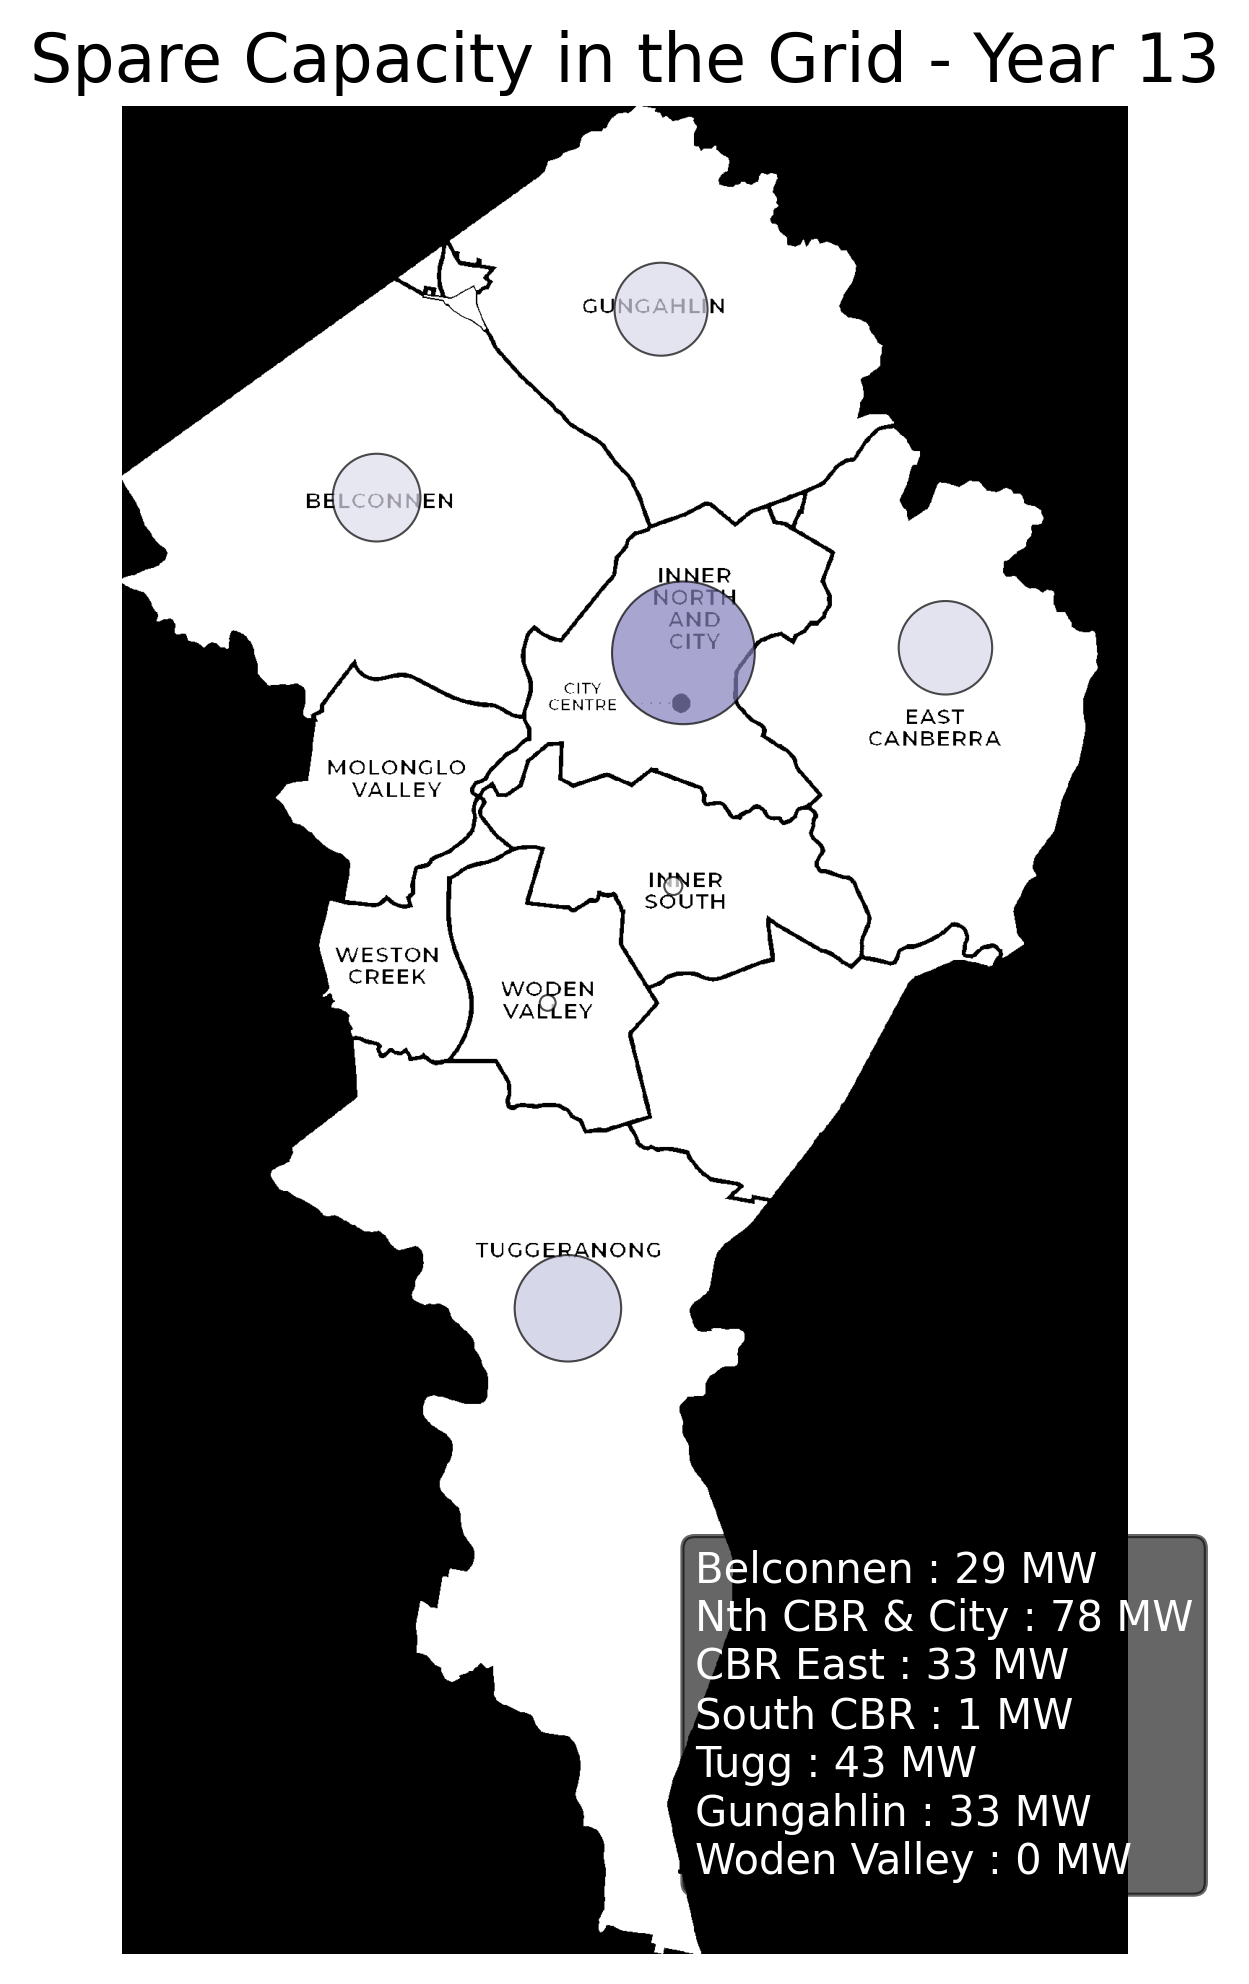 Spare Capacity in the Grid - Year 13
GUNGAHLIN
BELCONNEN
INNER
NORTH
AND
CITY
CITY
CENTRE
EAST
CANBERRA
MOLONGLO
VALLEY
INNER
SOUTH
WESTON
CREEK
WODEN
VALLEY
TUGGERANONG
Belconnen : 29 MW
Nth CBR & City : 78 MW
CBR East : 33 MW
South CBR : 1 MW
Tugg : 43 MW
Gungahlin : 33 MW
Woden Valley : 0 MW